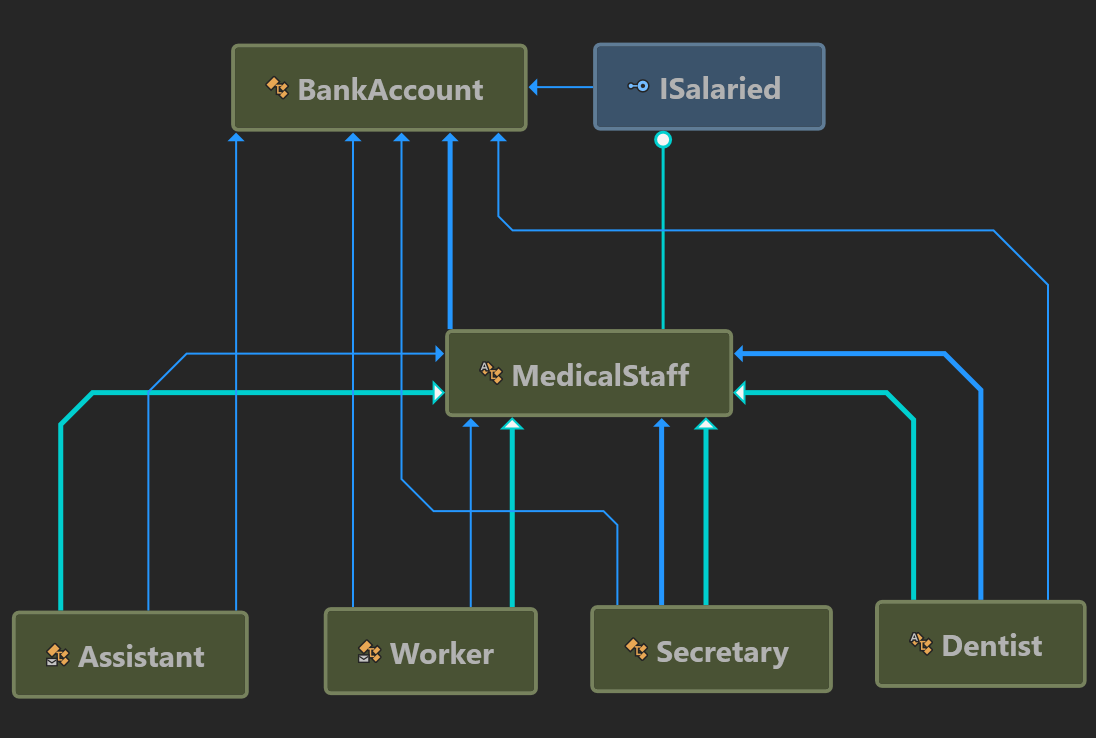 BankAccount
ISalaried
MedicalStaff
Assistant
Worker
Secretary
Dentist